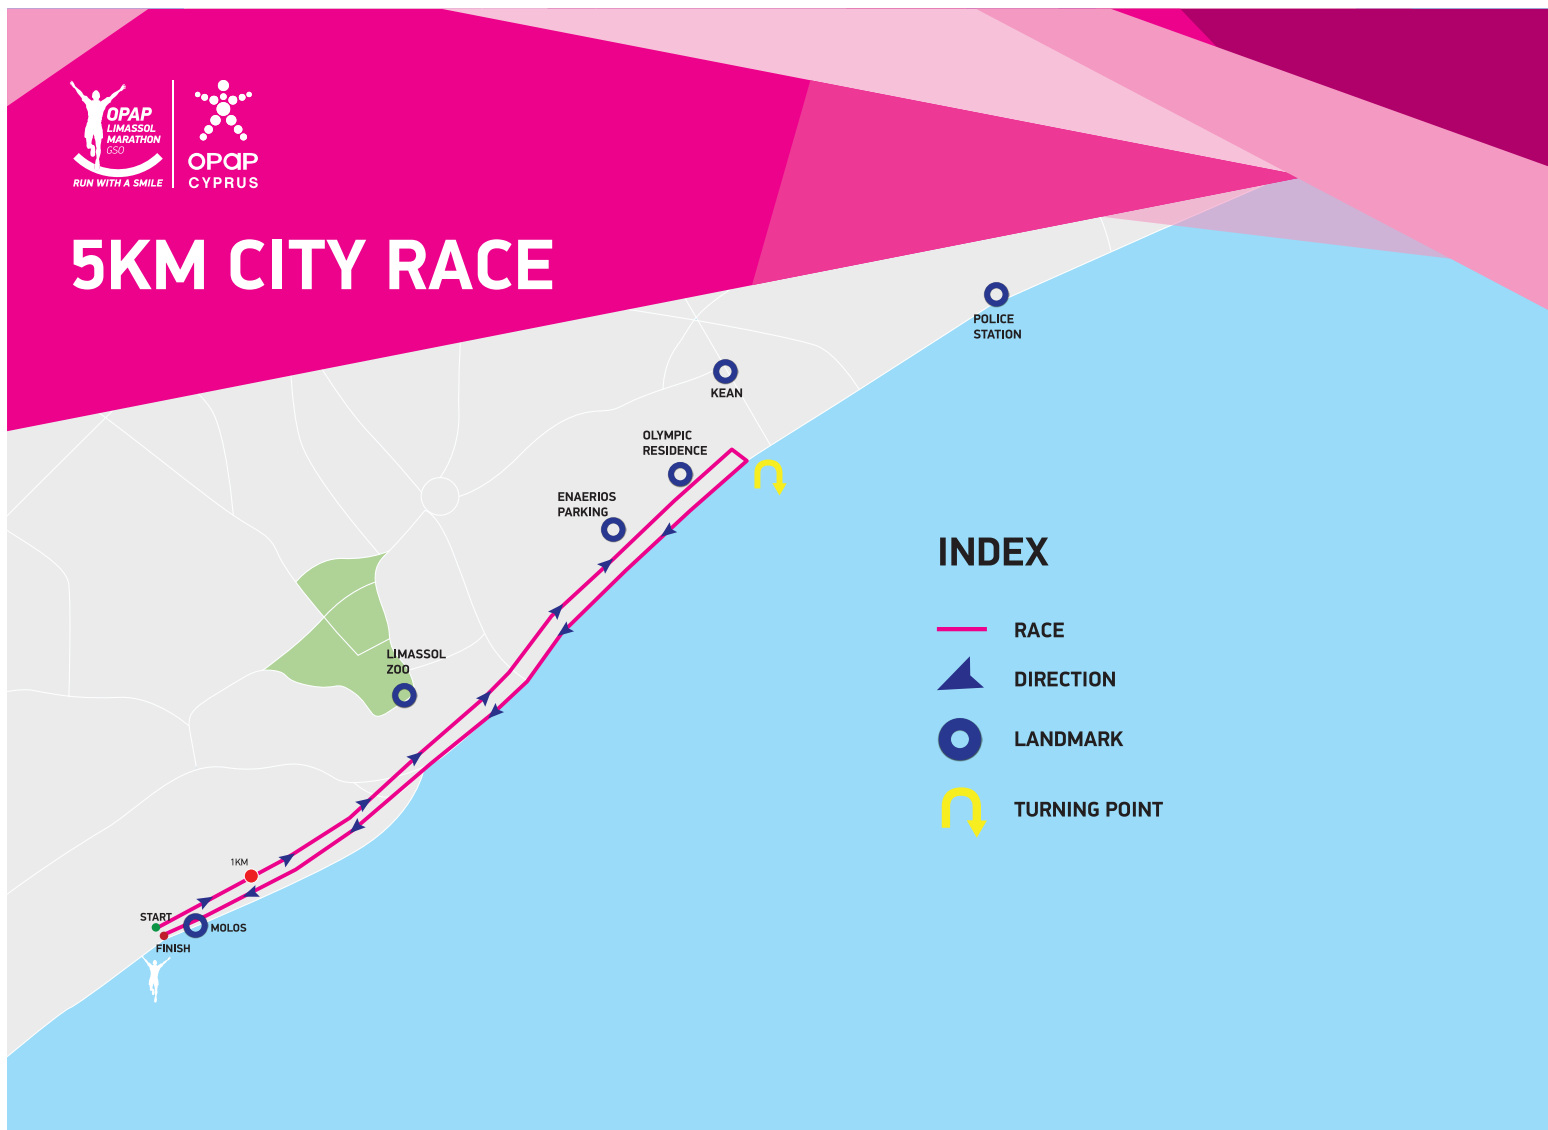 OPAP
LIMASSOL
MARATHON
GSO
RUN WITH A SMILE
opap
CYPRUS
5KM CITY RACE
POLICE
STATION
KEAN
OLYMPIC
RESIDENCE
ENAERIOS
PARKING
LIMASSOL
ZOO
1KM
START
MOLOS
FINISH
INDEX
RACE
DIRECTION
LANDMARK
TURNING POINT